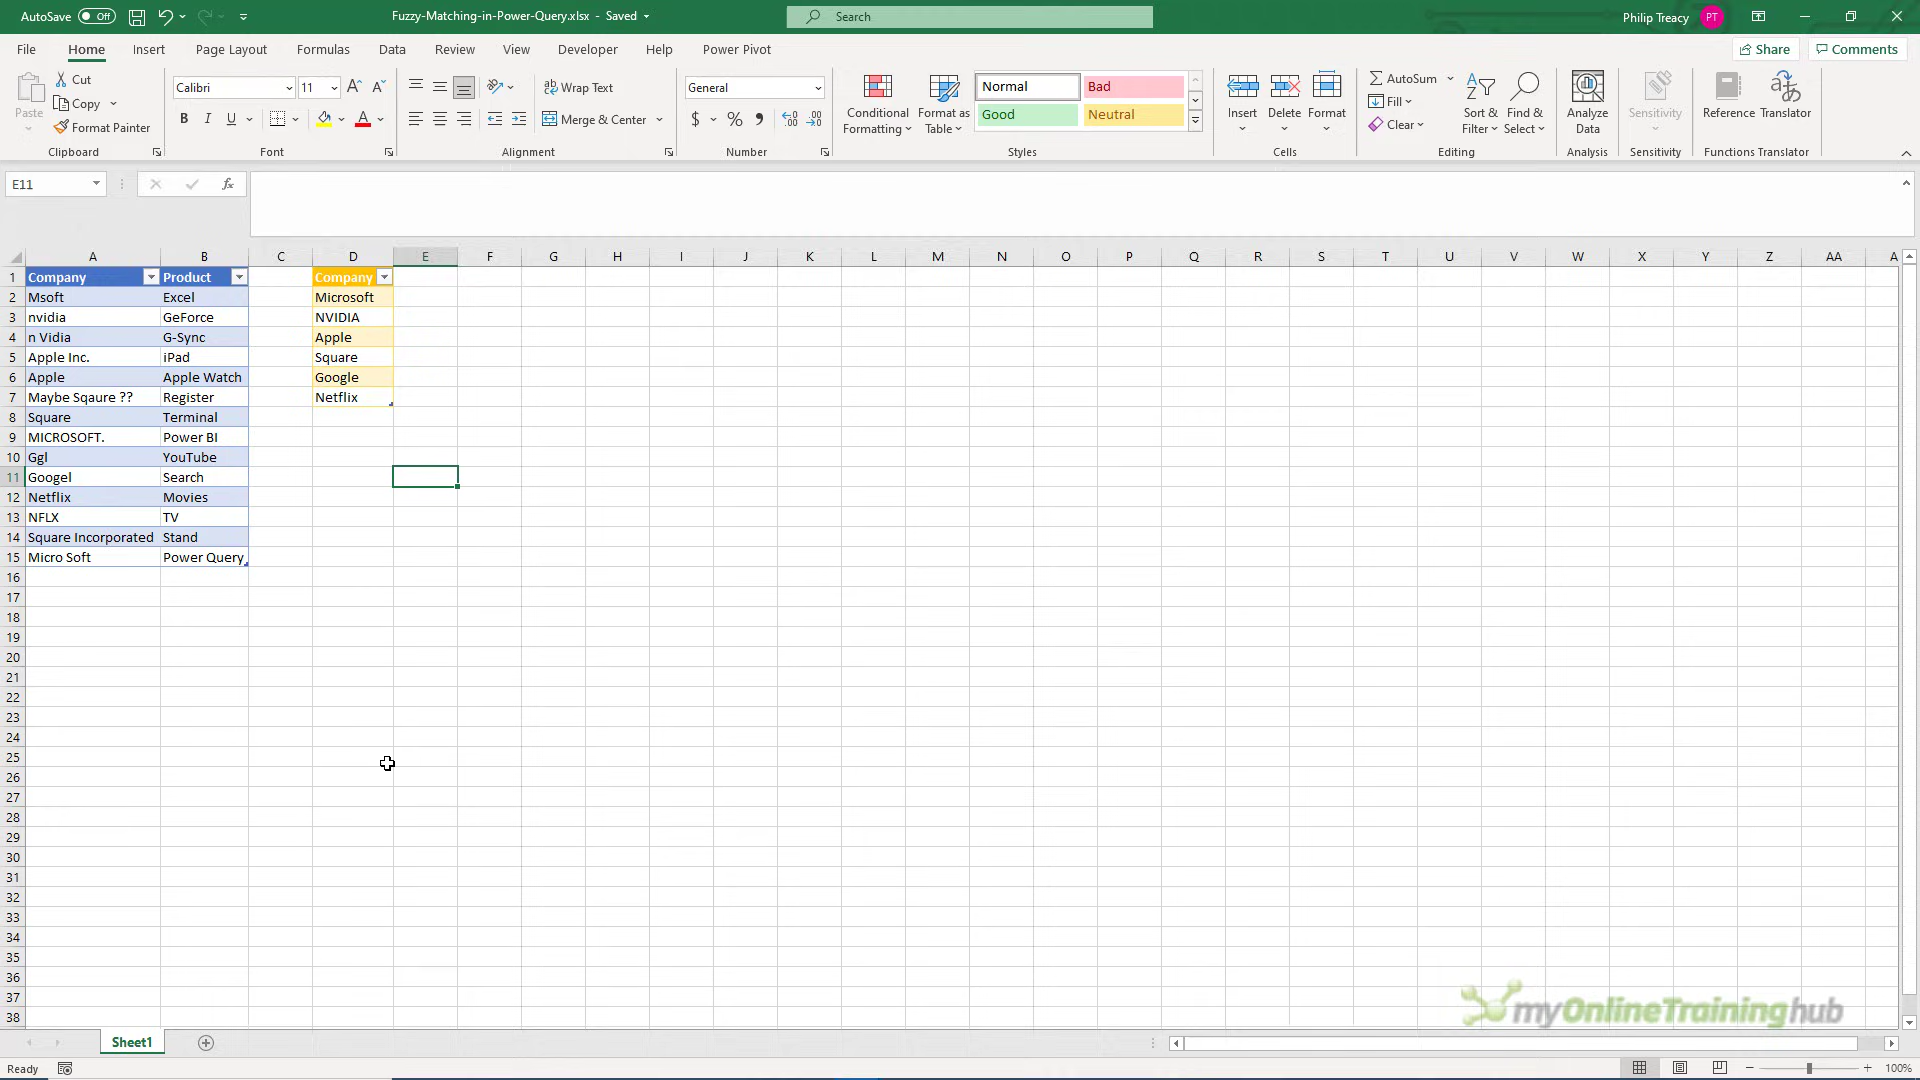 AutoSave Off Fuzzy-Matching-in-Power-Query.xlsx - Saved Search Philip Treacy PT
File Home Insert Page Layout Formulas Data Review View Developer Help Power Pivot Share Comments
Paste
Cut
Copy
Format Painter
Clipboard
Calibri 11
B I U A
Font
Wrap Text
Merge & Center
Alignment
General
$ %
Number
Conditional Formatting
Format as Table
Normal Bad
Good Neutral
Styles
Insert Delete Format
Cells
AutoSum
Fill
Clear
Sort & Filter
Find & Select
Editing
Analyze Data
Analysis
Sensitivity
Sensitivity
Reference Translator
Functions Translator
E11 fx
A B C D E F G H I J K L M N O P Q R S T U V W X Y Z AA A
1 Company Product Company
2 Msoft Excel Microsoft
3 nvidia GeForce NVIDIA
4 n Vidia G-Sync Apple
5 Apple Inc. iPad Square
6 Apple Apple Watch Google
7 Maybe Sqaure ?? Register Netflix
8 Square Terminal
9 MICROSOFT. Power BI
10 Ggl YouTube
11 Googel Search
12 Netflix Movies
13 NFLX TV
14 Square Incorporated Stand
15 Micro Soft Power Query
16
17
18
19
20
21
22
23
24
25
26
27
28
29
30
31
32
33
34
35
36
37
38
myOnlineTraininghub
Sheet1
Ready 100%